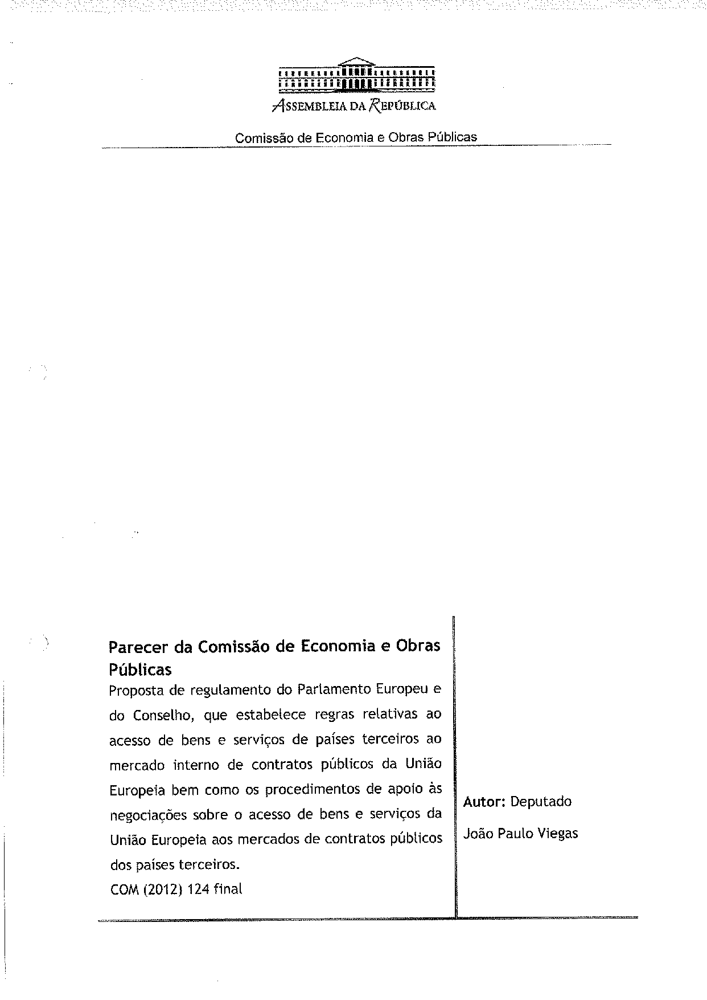 ASSEMBLEIA DA REPÚBLICA
Comissão de Economia e Obras Públicas
Parecer da Comissão de Economia e Obras
Públicas
Proposta de regulamento do Parlamento Europeu e
do Conselho, que estabelece regras relativas ao
acesso de bens e serviços de países terceiros ao
mercado interno de contratos públicos da União
Europeia bem como os procedimentos de apoio às
negociações sobre o acesso de bens e serviços da
União Europeia aos mercados de contratos públicos
dos países terceiros.
COM (2012) 124 final
Autor: Deputado
João Paulo Viegas